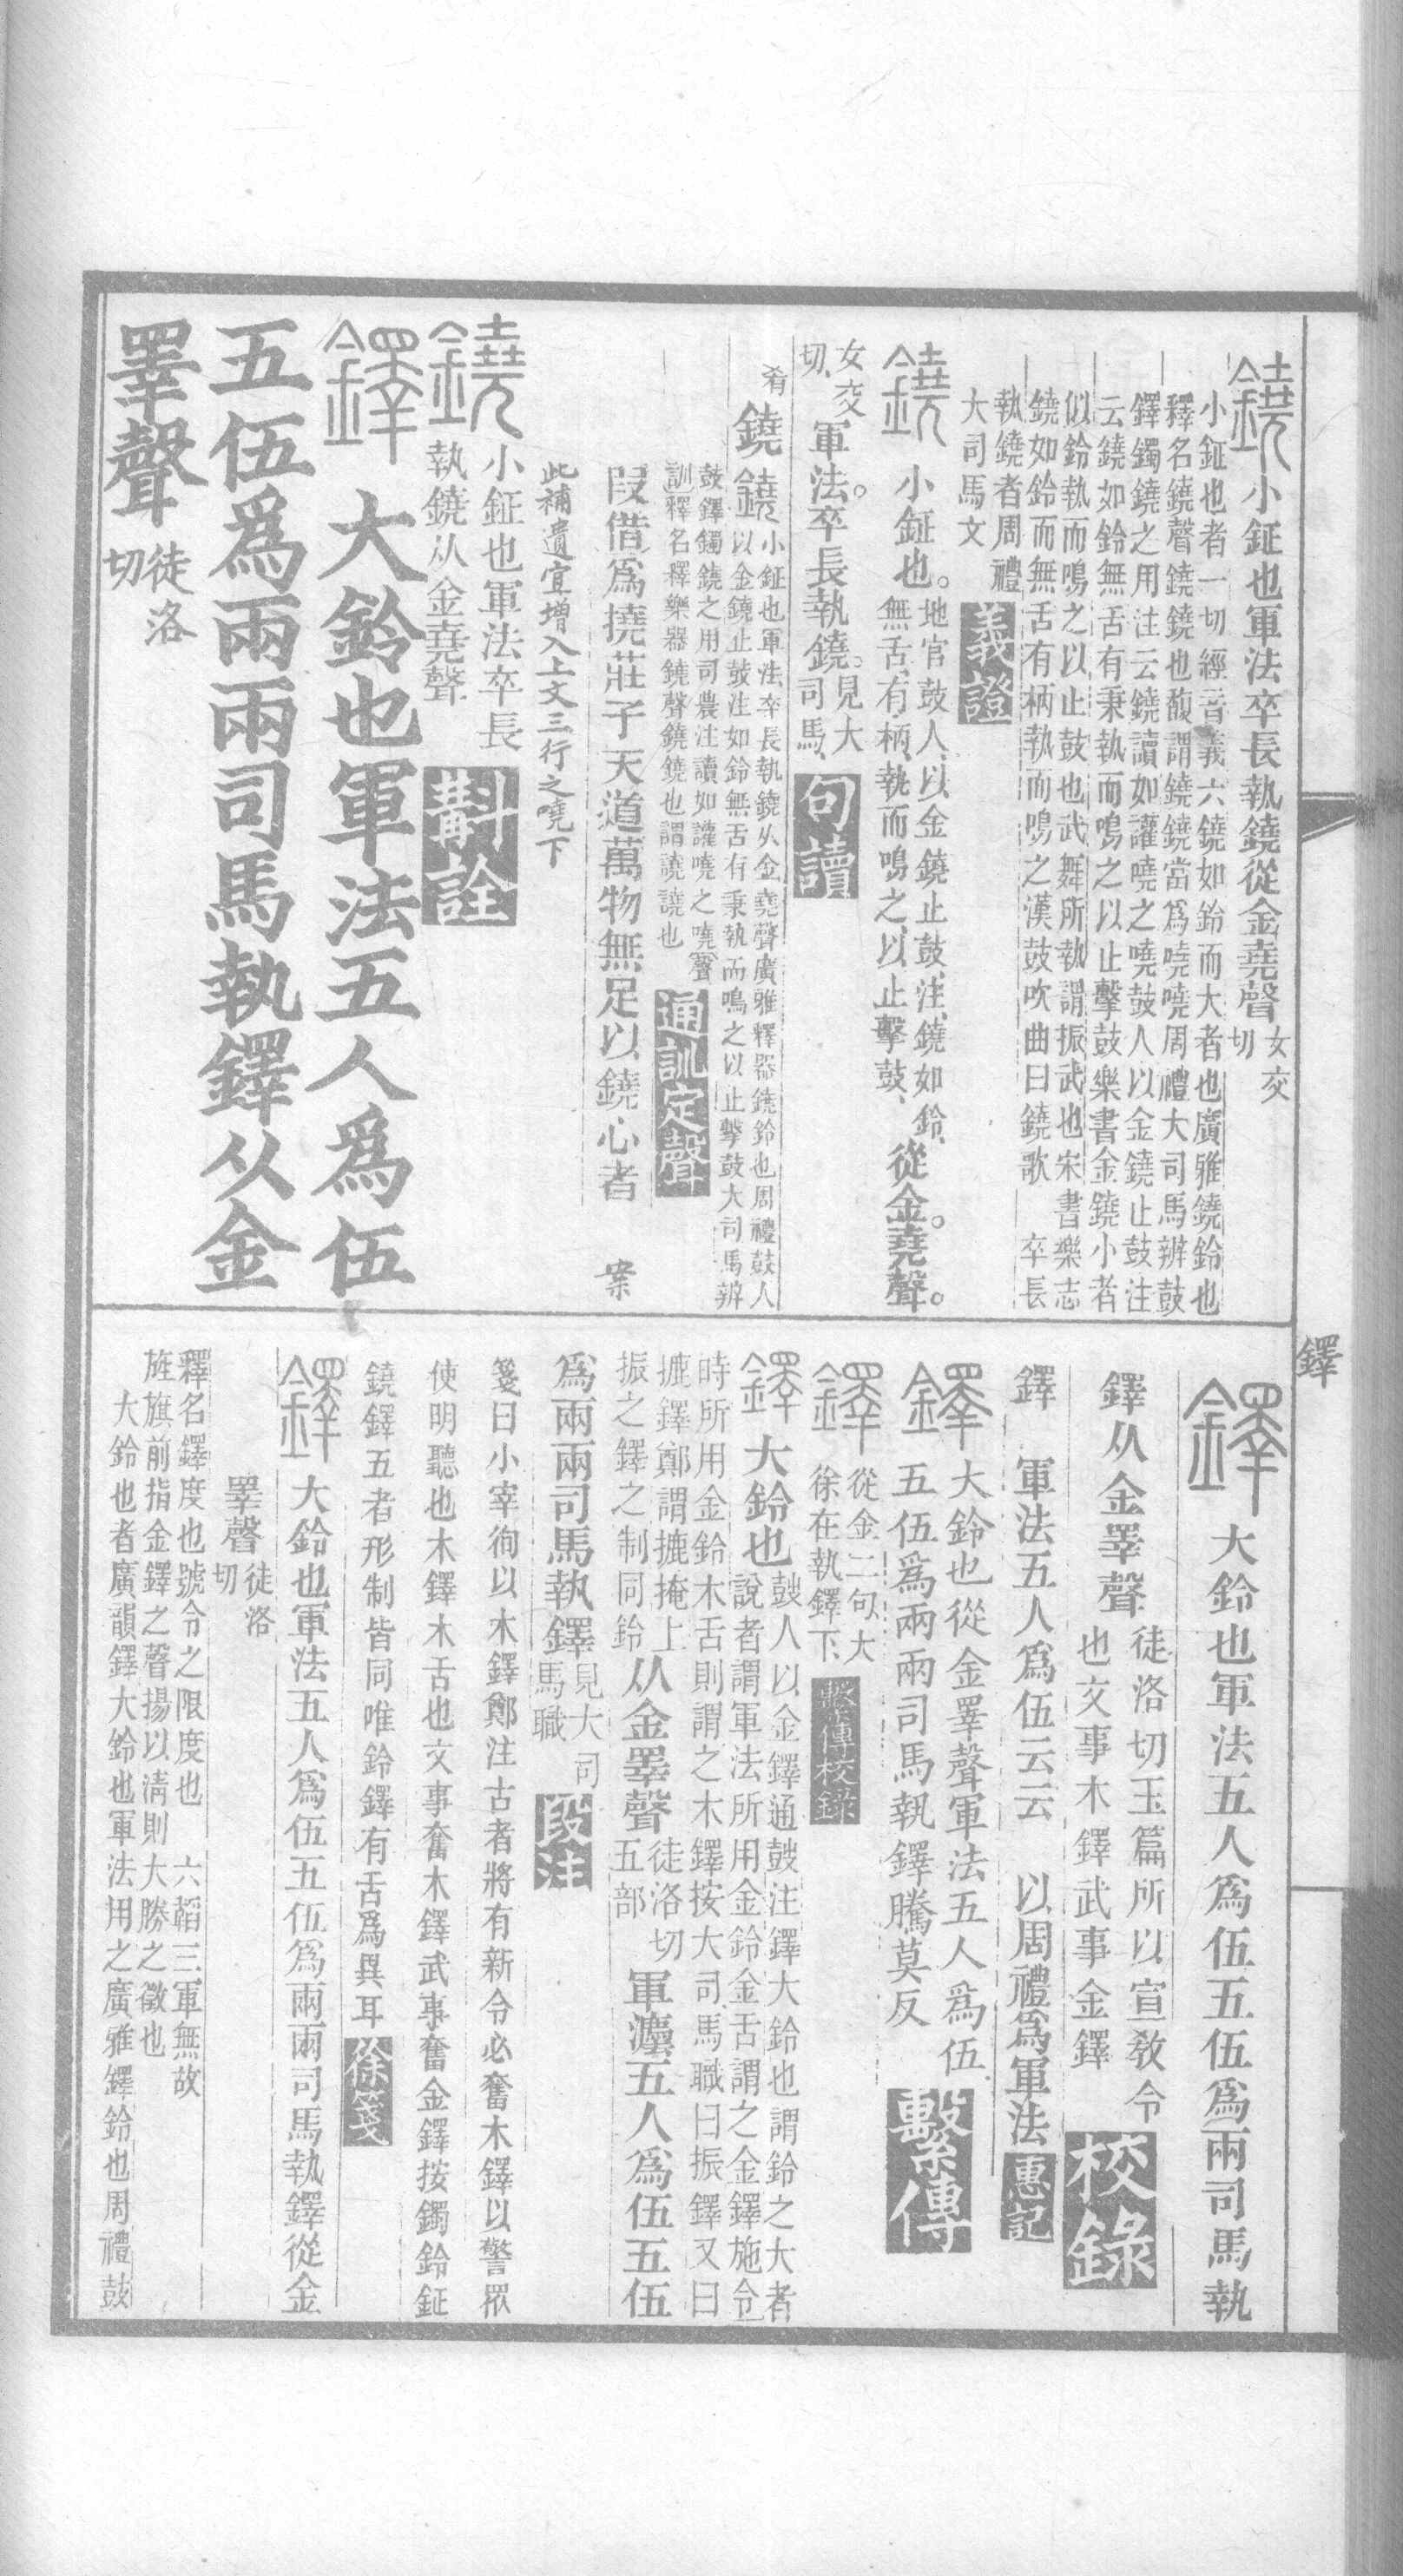 鐃小鉦也軍法卒長執鐃從金堯聲女交切
小鉦也者一切經音義六鐃如鈴而大者也廣雅鐃鈴也
釋名鐃聲鐃鐃也馥謂鐃鐃當爲嘵嘵周禮大司馬辨鼓
鐸鐲鐃之用注云鐃讀如讙嘵之嘵鼓人以金鐃止鼓注
云鐃如鈴無舌有秉執而鳴之以止擊鼓樂書金鐃小者
似鈴執而鳴之以止鼓也武舞所執謂振武也宋書樂志
鐃如鈴而無舌有柄執而鳴之漢鼓吹曲曰鐃歌　卒長
執鐃者周禮
大司馬文　義證
鐃　小鉦也。地官鼓人、以金鐃止鼓、注、鐃如鈴、
無舌、有柄、執而鳴之、以止擊鼓、從金。堯聲。
女交切、軍法。卒長執鐃。見大司馬、句讀
肴　鐃　鐃小鉦也軍法卒長執鐃从金堯聲廣雅釋器鐃鈴也周禮鼓人
以金鐃止鼓注如鈴無舌有秉執而鳴之以止擊鼓大司馬辨
鼓鐸鐲鐃之用司農注讀如讙嘵之嘵聲
訓釋名釋樂器鐃聲鐃鐃也謂譊譊也　通訓定聲
叚借爲撓莊子天道萬物無足以鐃心者　案
此補遺宜增入上文三行之嘵下
鐃小鉦也軍法卒長
執鐃从金堯聲　斠詮
鐸　大鈴也軍法五人爲伍
五伍爲兩兩司馬執鐸从金
睪聲徒洛切
鐸
鐸　大鈴也軍法五人爲伍五伍爲兩司馬執
鐸从金睪聲徒洛切玉篇所以宣敎令
也文事木鐸武事金鐸　校錄
鐸　軍法五人爲伍云云　以周禮爲軍法　惠記
鐸　大鈴也從金睪聲軍法五人爲伍
五伍爲兩兩司馬執鐸騰莫反　繫傳
鐸　從金二句、大
徐在執鐸下、　繫傳校錄
鐸　大鈴也鼓人以金鐸通鼓注鐸大鈴也謂鈴之大者
說者謂軍法所用金鈴金舌謂之金鐸施令
時所用金鈴木舌則謂之木鐸按大司馬職曰振鐸又曰
摝鐸鄭謂摝掩上
振之鐸之制同鈴　从金睪聲徒洛切五部　軍灋五人爲伍五伍
爲兩兩司馬執鐸見大司馬職　段注
箋曰小宰徇以木鐸鄭注古者將有新令必奮木鐸以警眾
使明聽也木鐸木舌也文事奮木鐸武事奮金鐸按鐲鈴鉦
鐃鐸五者形制皆同唯鈴鐸有舌爲異耳　徐箋
鐸　大鈴也軍法五人爲伍五伍爲兩兩司馬執鐸從金
睪聲徒洛切
釋名鐸度也號令之限度也　六韜三軍無故
旌旗前指金鐸之聲揚以淸則大勝之徵也
大鈴也者廣韻鐸大鈴也軍法用之廣雅鐸鈴也周禮鼓